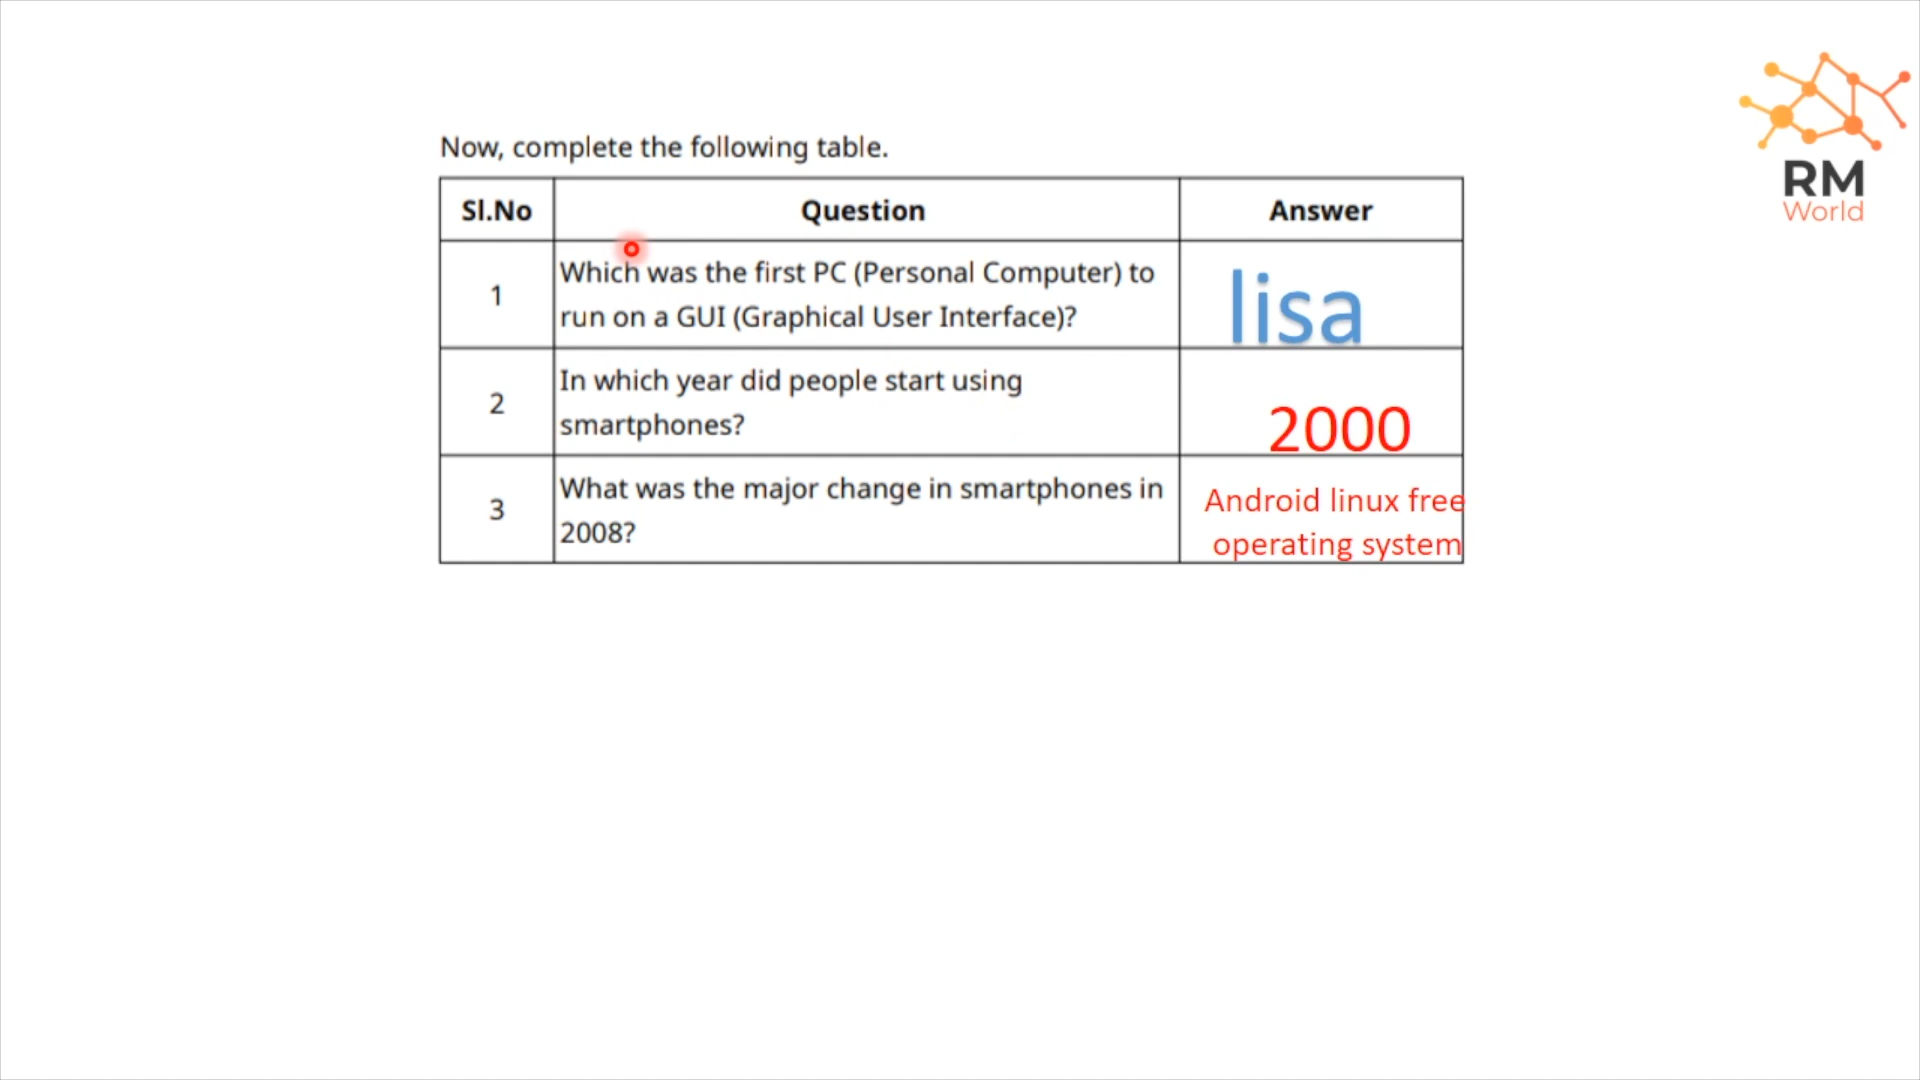 RM
World
Now, complete the following table.
Sl.No Question Answer
1 Which was the first PC (Personal Computer) to
run on a GUI (Graphical User Interface)? lisa
2 In which year did people start using
smartphones? 2000
3 What was the major change in smartphones in
2008? Android linux free
operating system